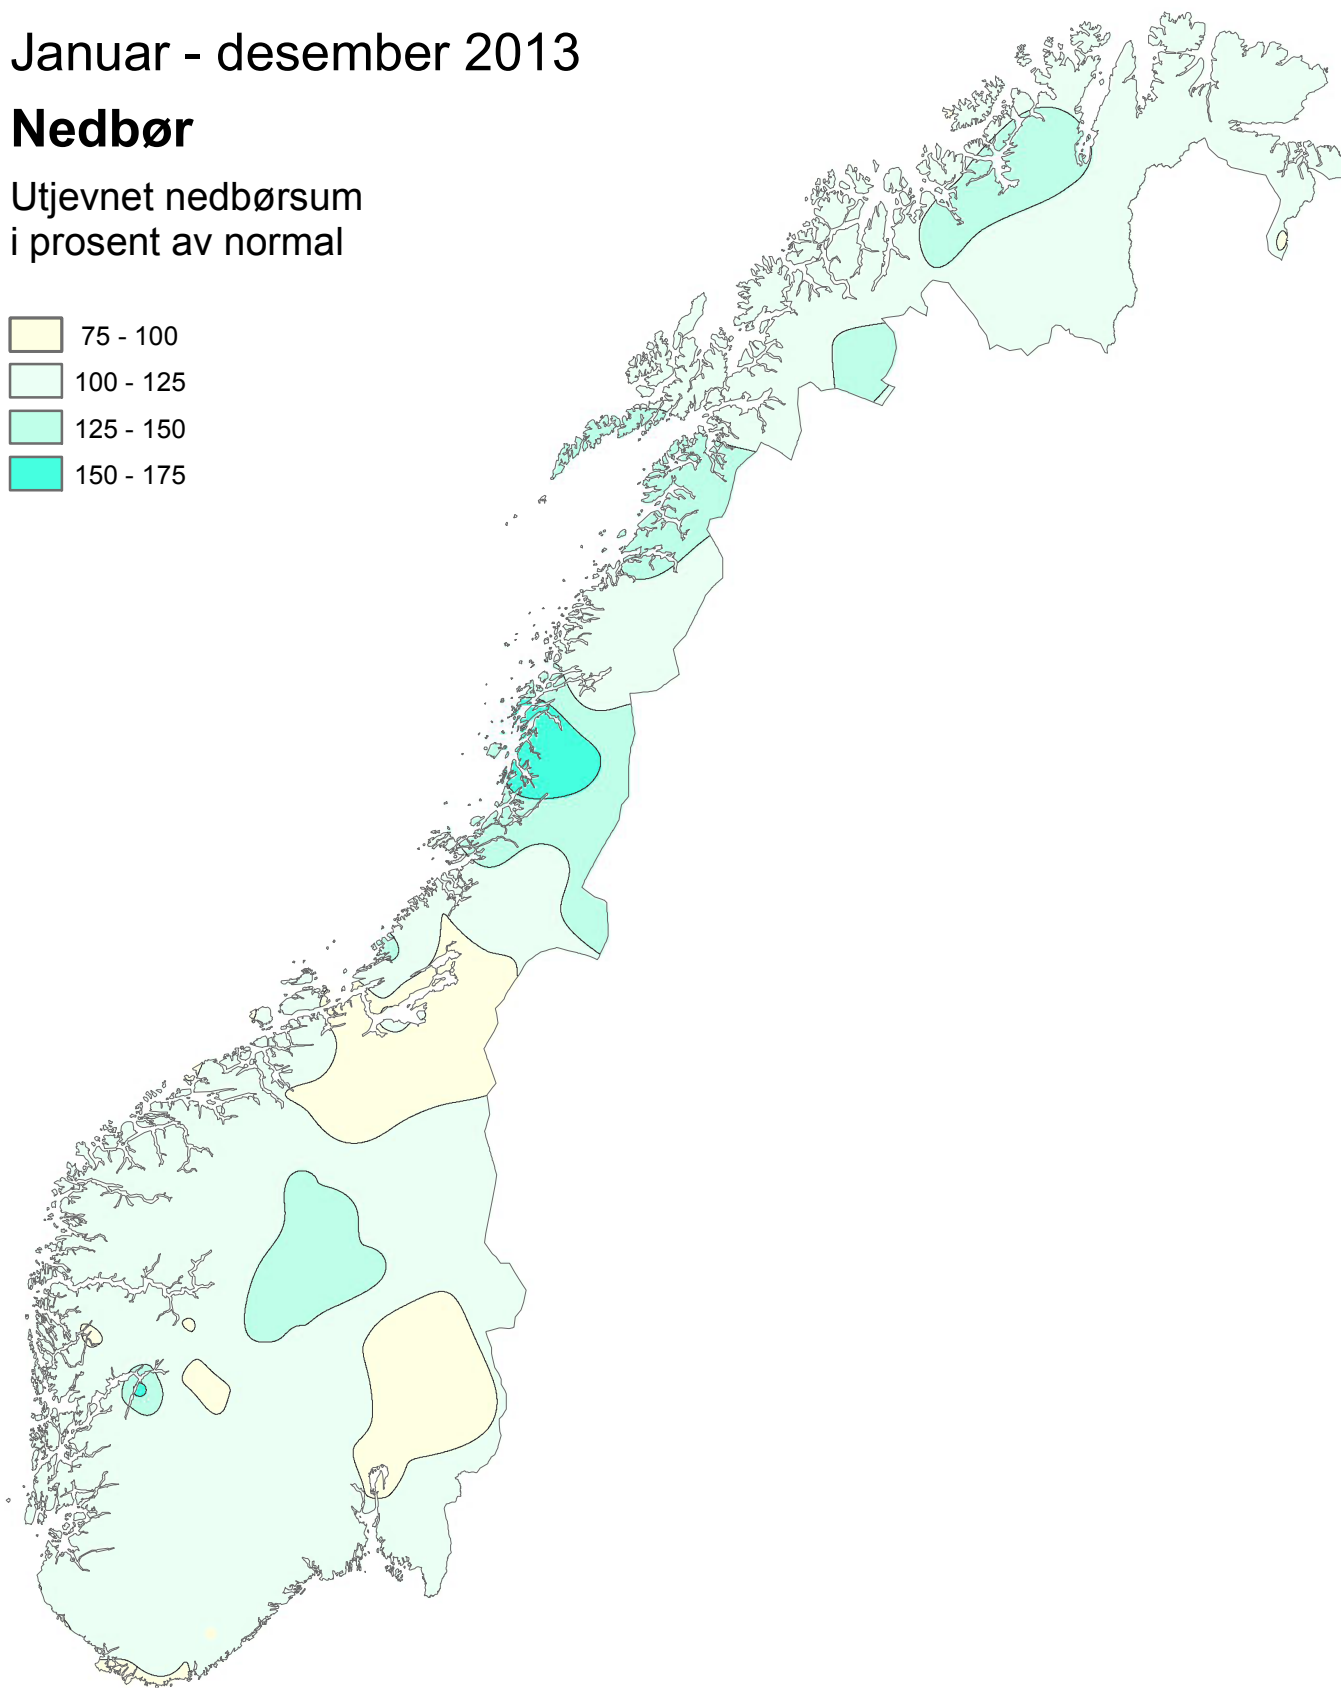 Januar - desember 2013
Nedbør
Utjevnet nedbørsum
i prosent av normal
75 - 100
100 - 125
125 - 150
150 - 175